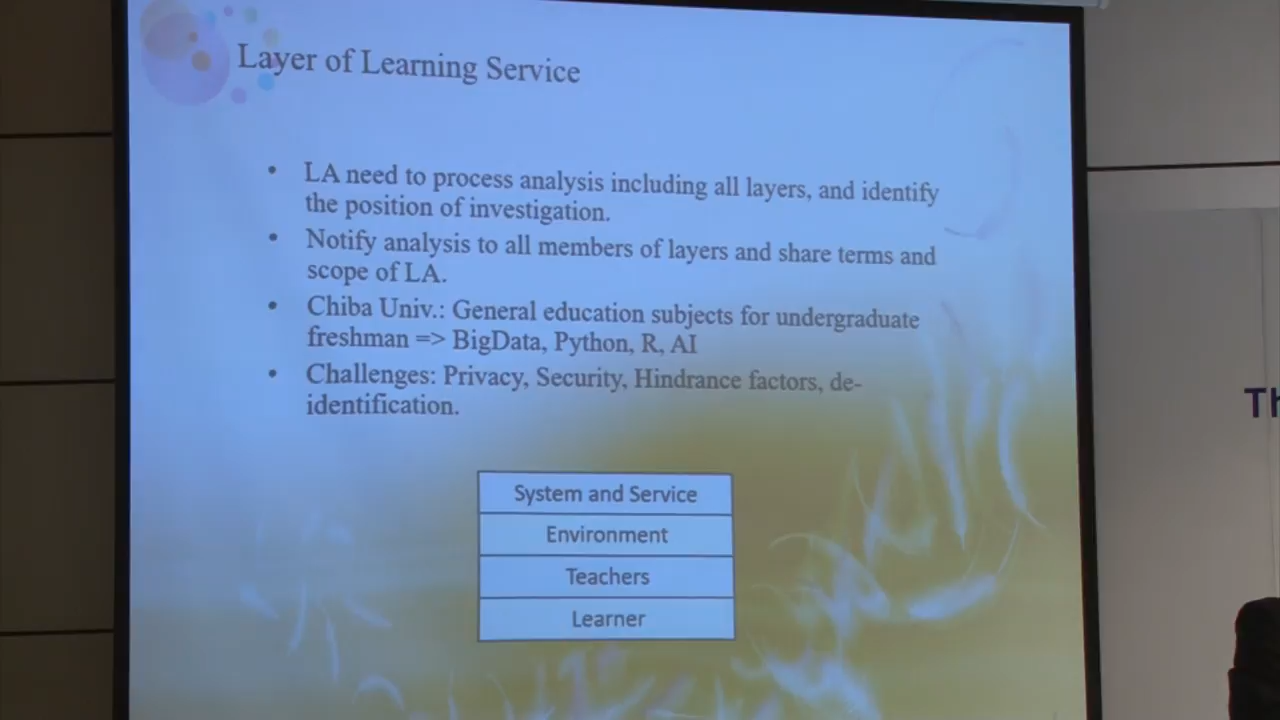 Layer of Learning Service
• LA need to process analysis including all layers, and identify
the position of investigation.
• Notify analysis to all members of layers and share terms and
scope of LA.
• Chiba Univ.: General education subjects for undergraduate
freshman => BigData, Python, R, AI
• Challenges: Privacy, Security, Hindrance factors, de-
identification.
System and Service
Environment
Teachers
Learner
Th